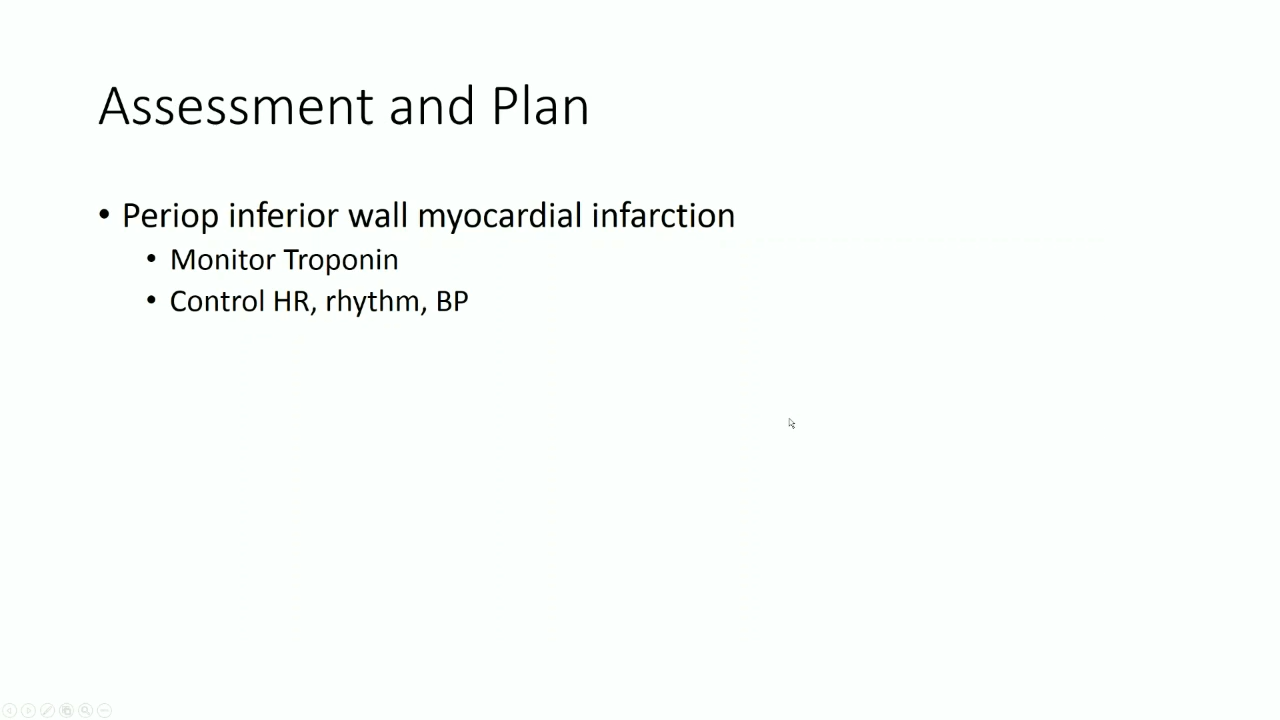 Assessment and Plan
• Periop inferior wall myocardial infarction
• Monitor Troponin
• Control HR, rhythm, BP